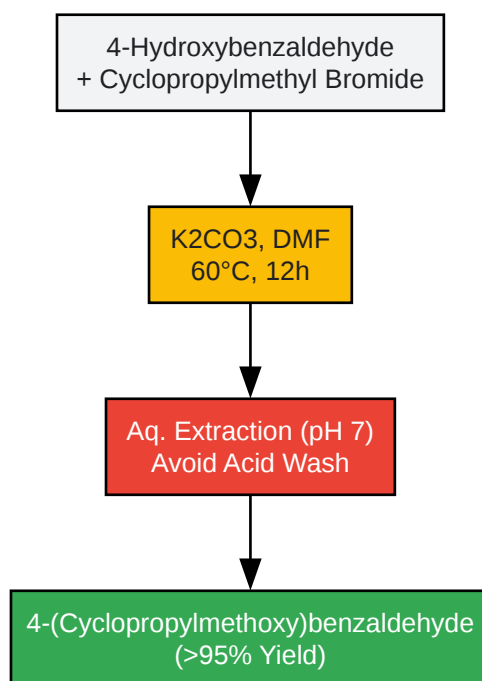 4-Hydroxybenzaldehyde
+ Cyclopropylmethyl Bromide
K2CO3, DMF
60°C, 12h
Aq. Extraction (pH 7)
Avoid Acid Wash
4-(Cyclopropylmethoxy)benzaldehyde
(>95% Yield)